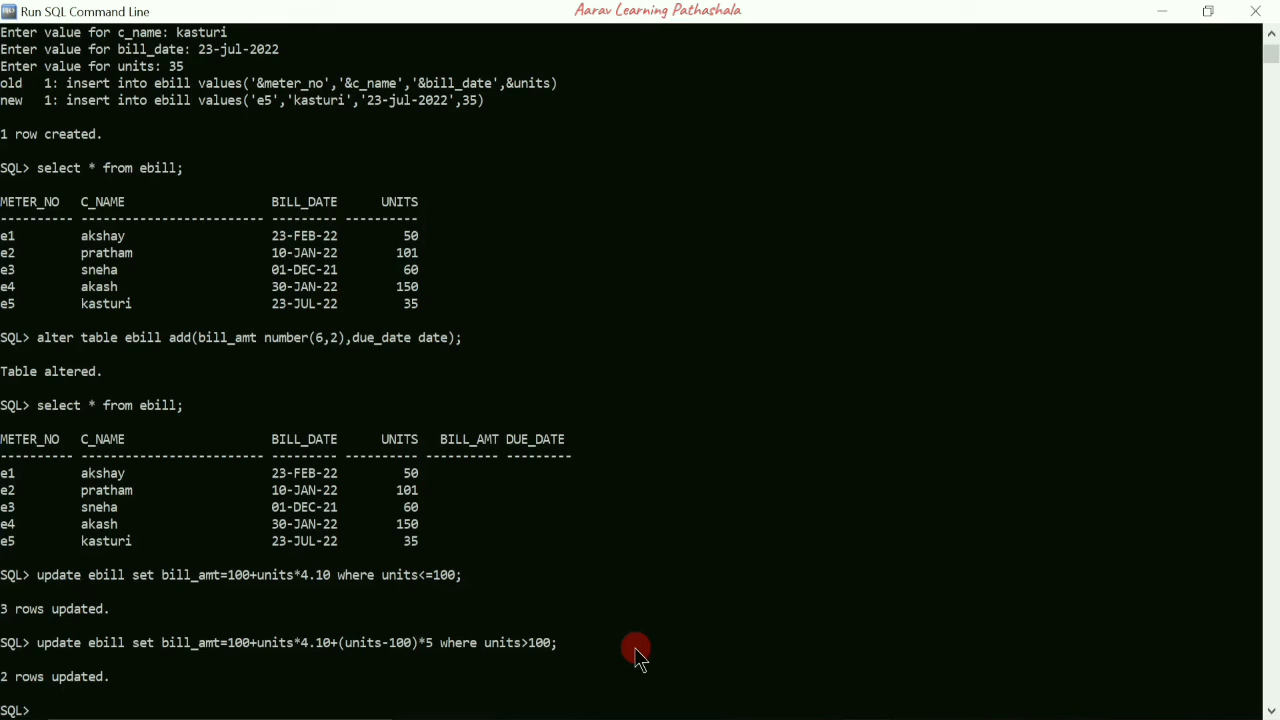 Run SQL Command Line
Aarav Learning Pathashala
Enter value for c_name: kasturi
Enter value for bill_date: 23-jul-2022
Enter value for units: 35
old   1: insert into ebill values('&meter_no','&c_name','&bill_date',&units)
new   1: insert into ebill values('e5','kasturi','23-jul-2022',35)
1 row created.
SQL> select * from ebill;
METER_NO   C_NAME                    BILL_DATE      UNITS
---------- ------------------------- --------- ----------
e1         akshay                    23-FEB-22         50
e2         pratham                   10-JAN-22        101
e3         sneha                     01-DEC-21         60
e4         akash                     30-JAN-22        150
e5         kasturi                   23-JUL-22         35
SQL> alter table ebill add(bill_amt number(6,2),due_date date);
Table altered.
SQL> select * from ebill;
METER_NO   C_NAME                    BILL_DATE      UNITS   BILL_AMT DUE_DATE
---------- ------------------------- --------- ---------- ---------- ---------
e1         akshay                    23-FEB-22         50
e2         pratham                   10-JAN-22        101
e3         sneha                     01-DEC-21         60
e4         akash                     30-JAN-22        150
e5         kasturi                   23-JUL-22         35
SQL> update ebill set bill_amt=100+units*4.10 where units<=100;
3 rows updated.
SQL> update ebill set bill_amt=100+units*4.10+(units-100)*5 where units>100;
2 rows updated.
SQL>